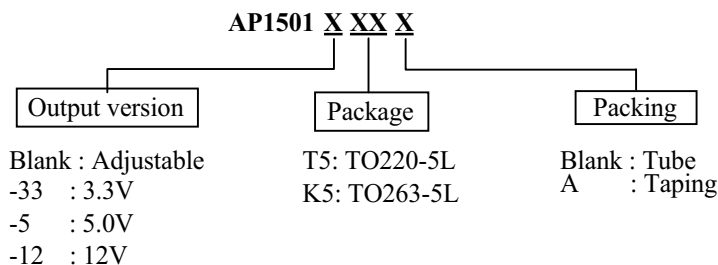 AP1501 X XX X
Output version
Package
Packing
Blank : Adjustable
-33 : 3.3V
-5 : 5.0V
-12 : 12V
T5: TO220-5L
K5: TO263-5L
Blank : Tube
A : Taping